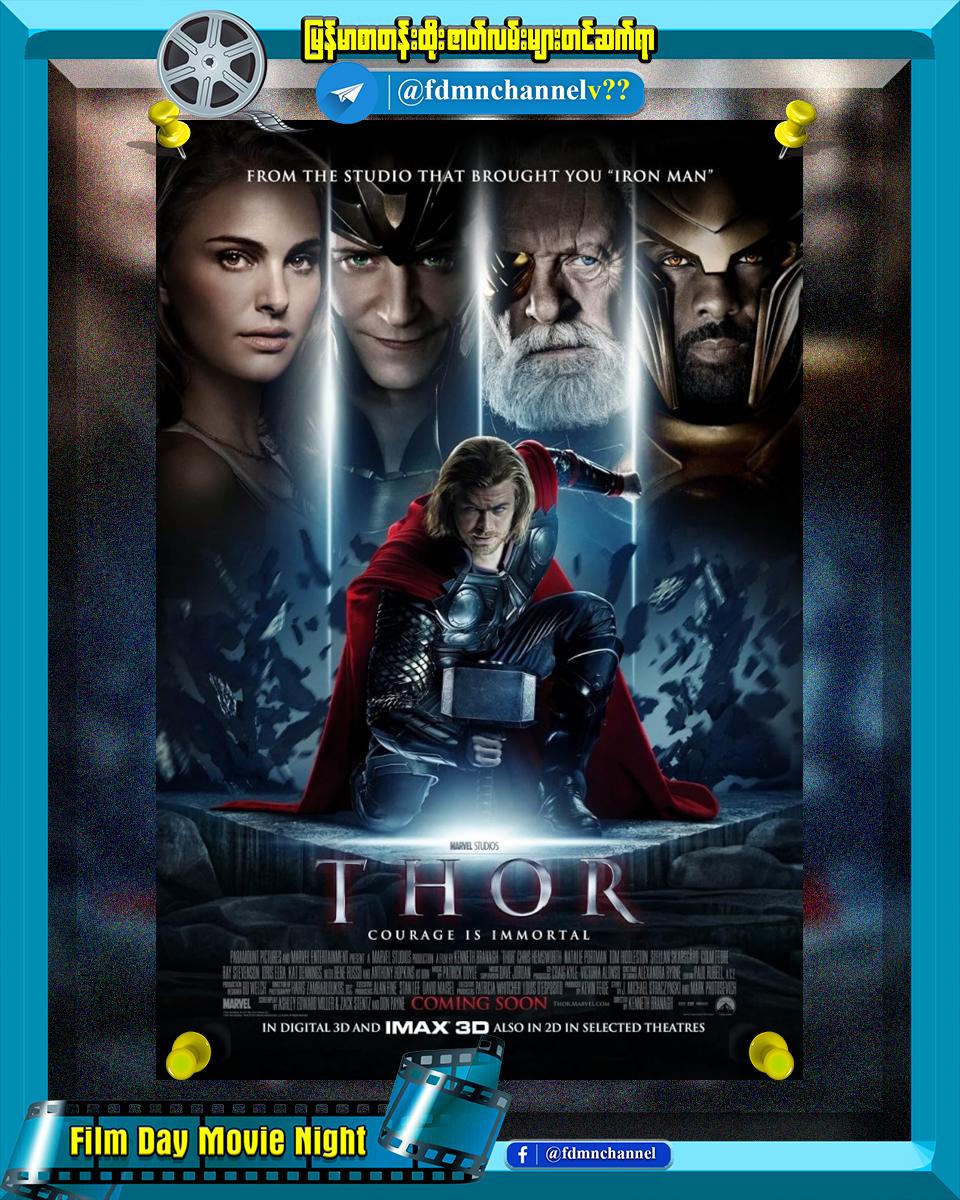 မြန်မာစာတန်းထိုးဇာတ်လမ်းများတင်ဆက်ရာ
@fdmnchannelv??
FROM THE STUDIO THAT BROUGHT YOU “IRON MAN”
MARVEL STUDIOS
THOR
COURAGE IS IMMORTAL
MARVEL
COMING SOON
THOR.MARVEL.COM
IN DIGITAL 3D AND IMAX 3D ALSO IN 2D IN SELECTED THEATRES
Film Day Movie Night
f @fdmnchannel